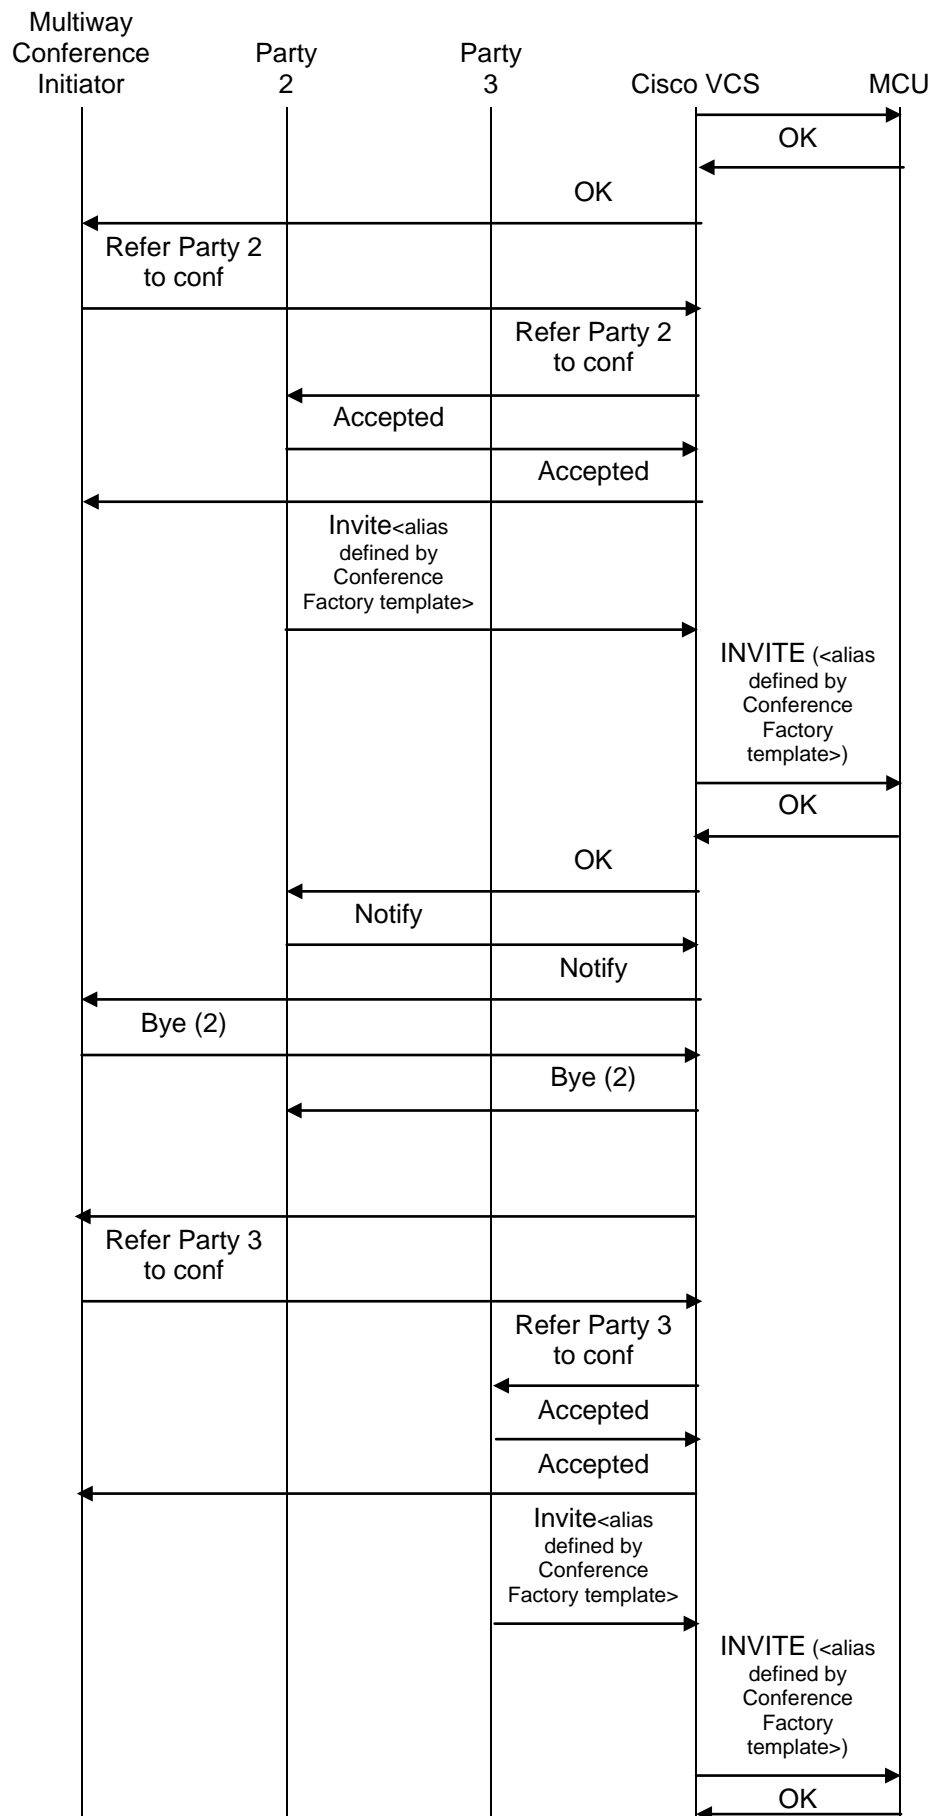 Multiway
Conference
Initiator
Party
2
Party
3
Cisco VCS
MCU
OK
OK
Refer Party 2
to conf
Refer Party 2
to conf
Accepted
Accepted
Invite<alias
defined by
Conference
Factory template>
INVITE (<alias
defined by
Conference
Factory
template>)
OK
OK
Notify
Notify
Bye (2)
Bye (2)
Refer Party 3
to conf
Refer Party 3
to conf
Accepted
Accepted
Invite<alias
defined by
Conference
Factory template>
INVITE (<alias
defined by
Conference
Factory
template>)
OK